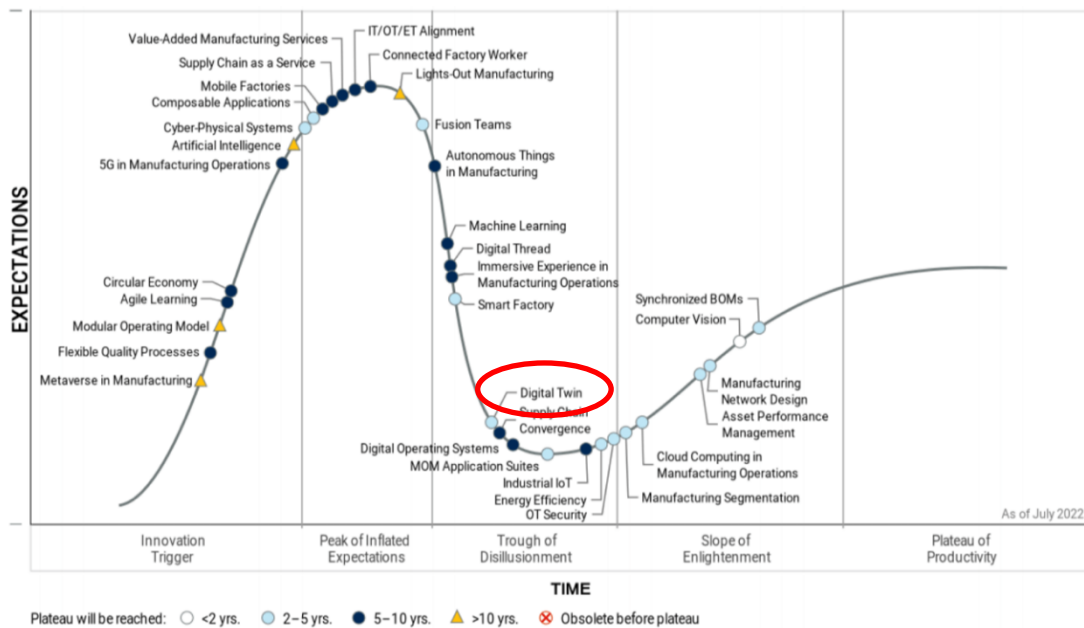 IT/OT/ET Alignment
Value-Added Manufacturing Services
Connected Factory Worker
Supply Chain as a Service
Lights-Out Manufacturing
Mobile Factories
Composable Applications
Cyber-Physical Systems
Fusion Teams
Artificial Intelligence
5G in Manufacturing Operations
Autonomous Things
in Manufacturing
Machine Learning
Digital Thread
Immersive Experience in
Manufacturing Operations
Smart Factory
Circular Economy
Agile Learning
Modular Operating Model
Flexible Quality Processes
Metaverse in Manufacturing
Synchronized BOMs
Computer Vision
Digital Twin
Supply Chain
Convergence
Digital Operating Systems
MOM Application Suites
Industrial IoT
Energy Efficiency
OT Security
Manufacturing
Network Design
Asset Performance
Management
Cloud Computing in
Manufacturing Operations
Manufacturing Segmentation
EXPECTATIONS
As of July 2022
Innovation
Trigger
Peak of Inflated
Expectations
Trough of
Disillusionment
Slope of
Enlightenment
Plateau of
Productivity
TIME
Plateau will be reached: <2 yrs. 2–5 yrs. 5–10 yrs. >10 yrs. Obsolete before plateau